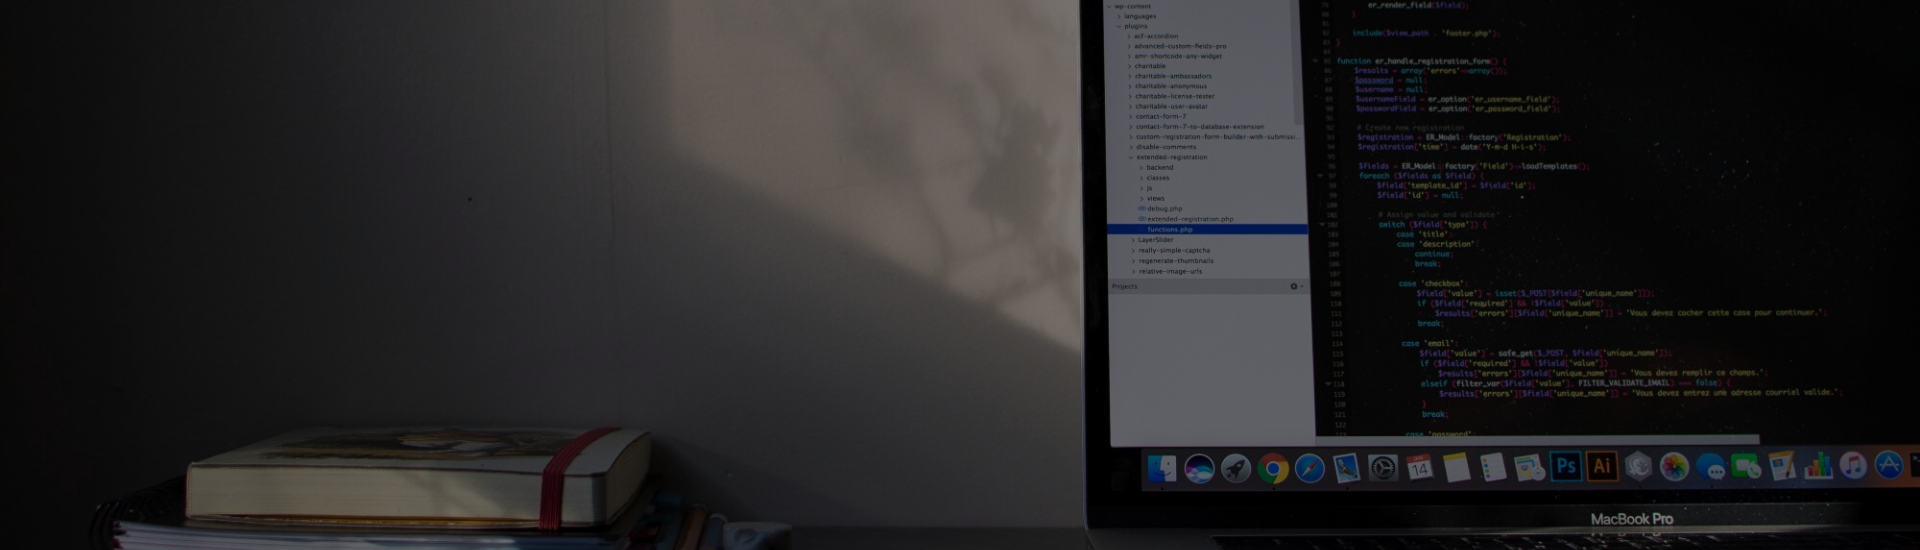 wp-content
languages
plugins
acf-accordion
advanced-custom-fields-pro
amr-shortcode-any-widget
charitable
charitable-ambassadors
charitable-anonymous
charitable-license-tester
charitable-user-avatar
contact-form-7
contact-form-7-to-database-extension
custom-registration-form-builder-with-submissi...
disable-comments
extended-registration
backend
classes
js
views
debug.php
extended-registration.php
functions.php
LayerSlider
really-simple-captcha
regenerate-thumbnails
relative-image-urls
Projects
er_render_field($field);
}
include($view_path . 'footer.php');
}
function er_handle_registration_form() {
$results = array('errors'=>array());
$password = null;
$username = null;
$usernameField = er_option('er_username_field');
$passwordField = er_option('er_password_field');
# Create new registration
$registration = ER_Model::factory('Registration');
$registration['time'] = date('Y-m-d H-i-s');
$fields = ER_Model::factory('Field')->loadTemplates();
foreach ($fields as $field) {
$field['template_id'] = $field['id'];
$field['id'] = null;
# Assign value and validate
switch ($field['type']) {
case 'title':
case 'description':
continue;
break;
case 'checkbox':
$field['value'] = isset($_POST[$field['unique_name']]);
if ($field['required'] && !$field['value'])
$results['errors'][$field['unique_name']] = 'Vous devez cocher cette case pour continuer.';
break;
case 'email':
$field['value'] = safe_get($_POST, $field['unique_name']);
if ($field['required'] && !$field['value'])
$results['errors'][$field['unique_name']] = 'Vous devez remplir ce champs.';
elseif (filter_var($field['value'], FILTER_VALIDATE_EMAIL) === false) {
$results['errors'][$field['unique_name']] = 'Vous devez entrez une adresse courriel valide.';
}
break;
case 'password':
14
Ps
Ai
MacBook Pro